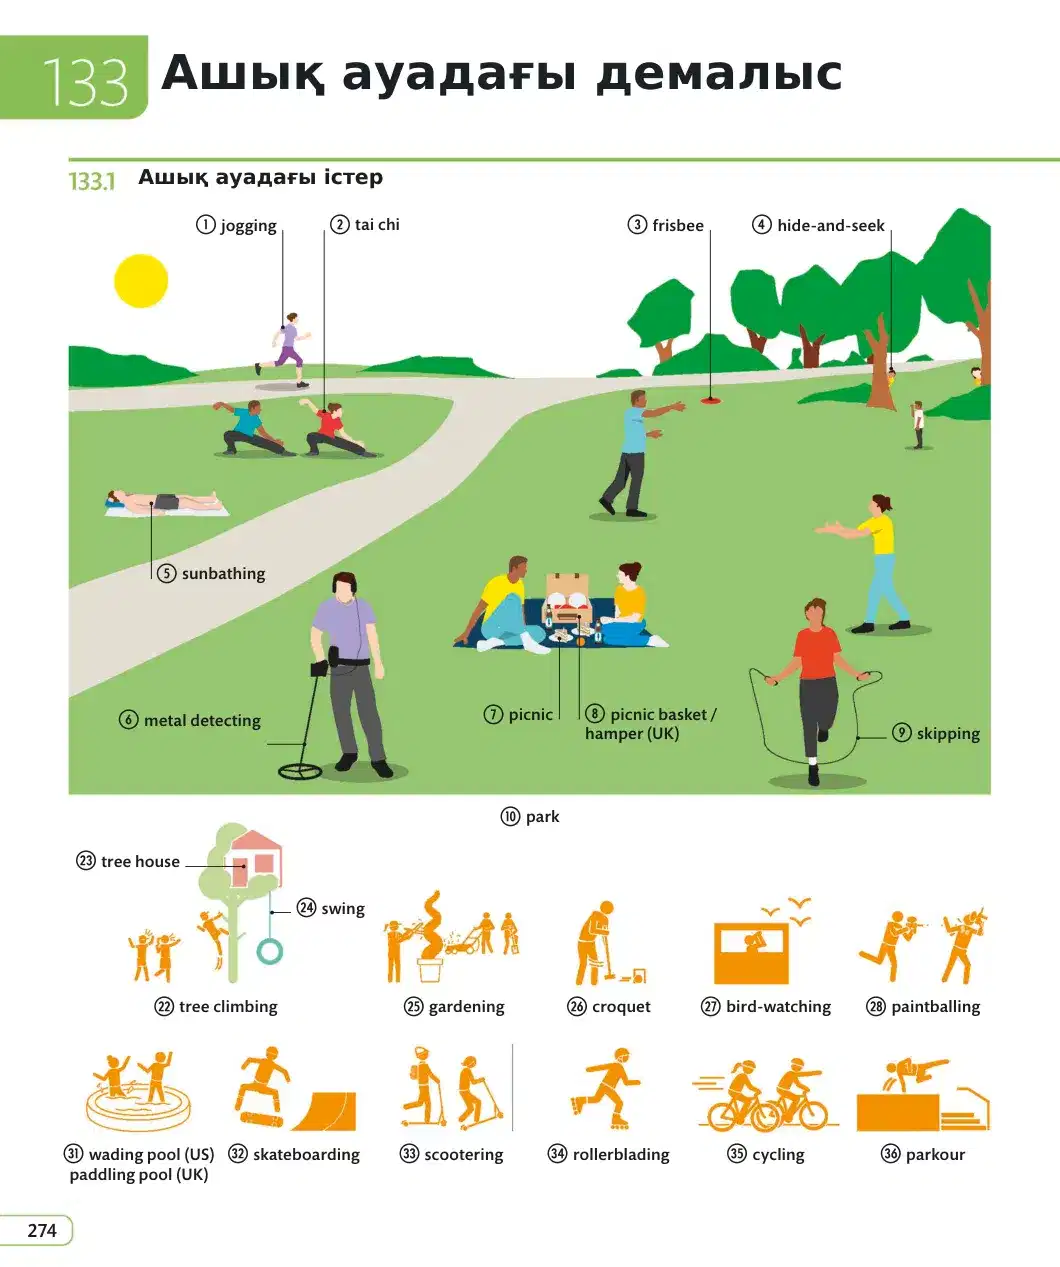 133
Ашық ауадағы демалыс
133.1 Ашық ауадағы істер
① jogging
② tai chi
③ frisbee
④ hide-and-seek
⑤ sunbathing
⑥ metal detecting
⑦ picnic
⑧ picnic basket /
hamper (UK)
⑨ skipping
⑩ park
㉓ tree house
㉔ swing
㉒ tree climbing
㉕ gardening
㉖ croquet
㉗ bird-watching
㉘ paintballing
㉛ wading pool (US)
paddling pool (UK)
㉜ skateboarding
㉝ scootering
㉞ rollerblading
㉟ cycling
㊱ parkour
274